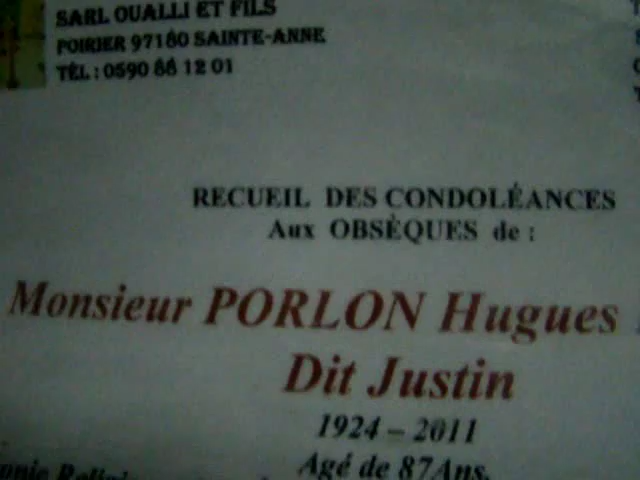 SARL OUALLI ET FILS
POIRIER 97180 SAINTE-ANNE
TÉL : 0590 88 12 01
RECUEIL DES CONDOLÉANCES
Aux OBSÈQUES de :
Monsieur PORLON Hugues
Dit Justin
1924 – 2011
Agé de 87Ans.